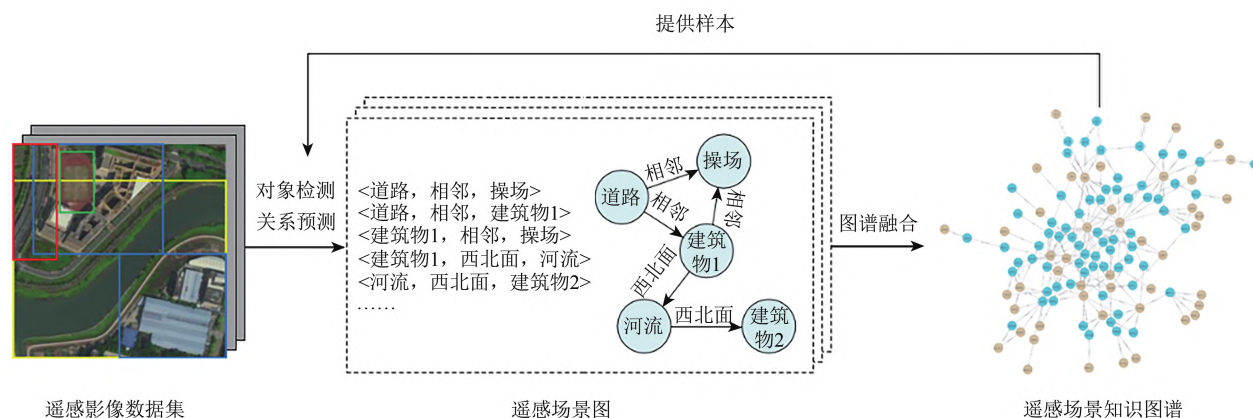 提供样本
对象检测
关系预测
<道路，相邻，操场>
<道路，相邻，建筑物1>
<建筑物1，相邻，操场>
<建筑物1，西北面，河流>
<河流，西北面，建筑物2>
……
操场
相邻
道路
相邻
相邻
建筑
物1
西北面
河流
西北面
建筑
物2
图谱融合
遥感影像数据集
遥感场景图
遥感场景知识图谱